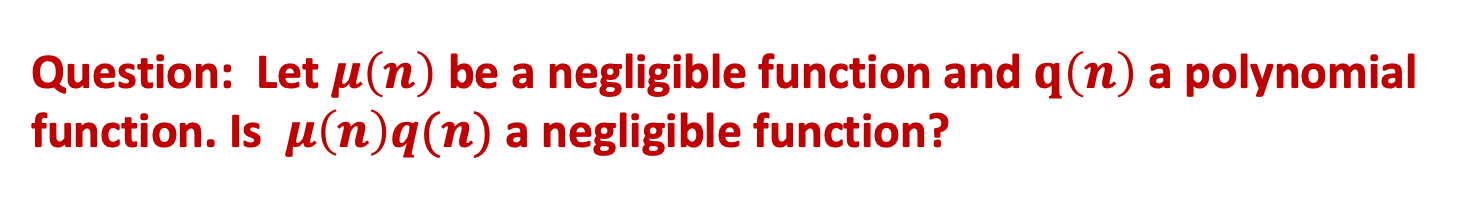 Question: Let μ(n) be a negligible function and q(n) a polynomial
function. Is μ(n)q(n) a negligible function?